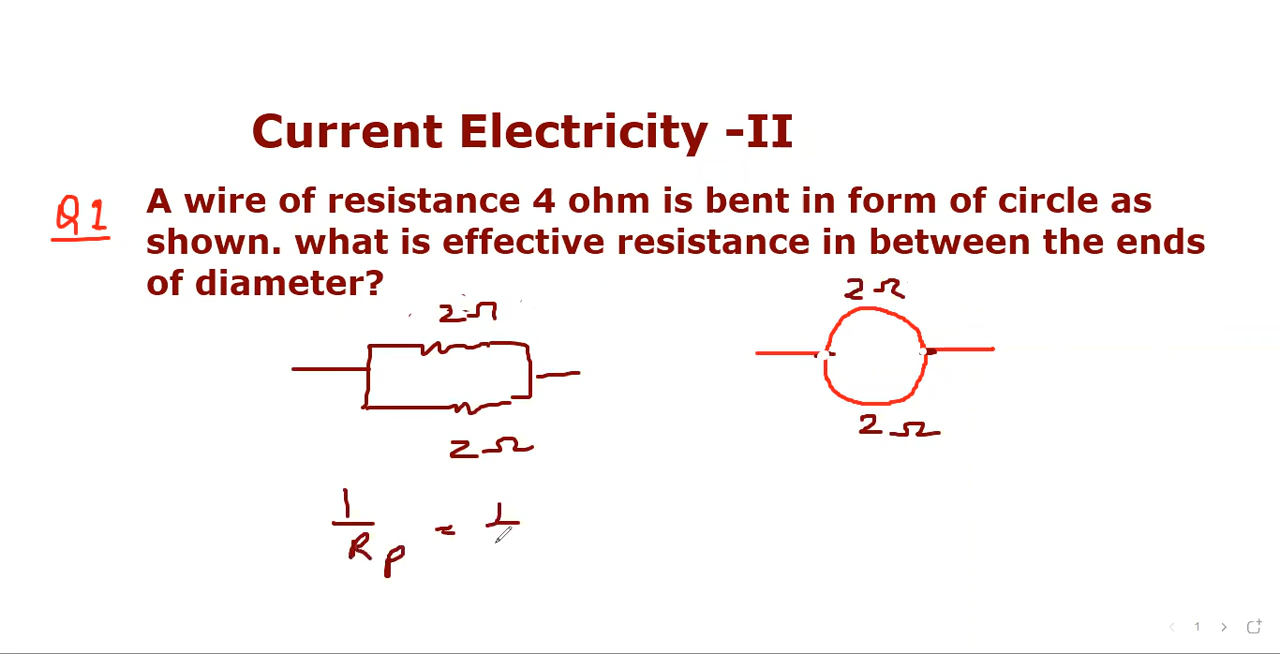 Current Electricity -II
Q1 A wire of resistance 4 ohm is bent in form of circle as
shown. what is effective resistance in between the ends
of diameter?
2Ω
2Ω
2Ω
2Ω
1/Rp = 1
1